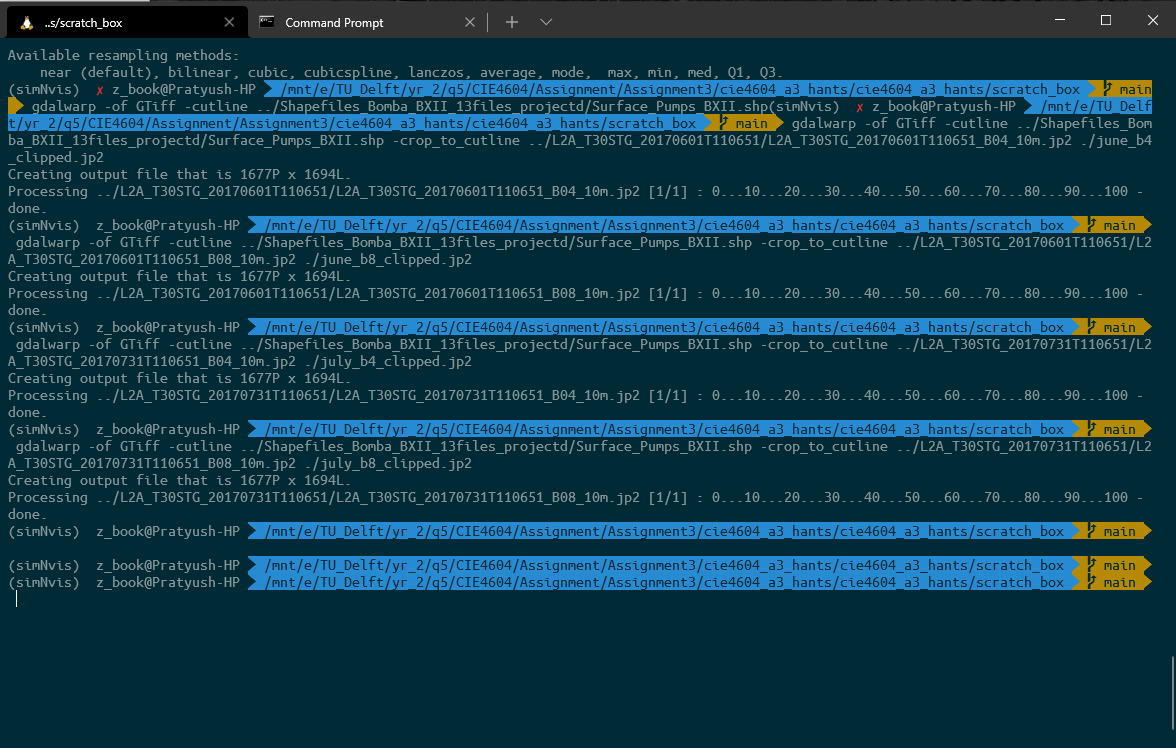 ..s/scratch_box
Command Prompt
Available resampling methods:
near (default), bilinear, cubic, cubicspline, lanczos, average, mode,  max, min, med, Q1, Q3.
(simNvis)  ✗ z_book@Pratyush-HP  /mnt/e/TU_Delft/yr_2/q5/CIE4604/Assignment/Assignment3/cie4604_a3_hants/cie4604_a3_hants/scratch_box  main
gdalwarp -of GTiff -cutline ../Shapefiles_Bomba_BXII_13files_projectd/Surface_Pumps_BXII.shp(simNvis)  ✗ z_book@Pratyush-HP  /mnt/e/TU_Delf
t/yr_2/q5/CIE4604/Assignment/Assignment3/cie4604_a3_hants/cie4604_a3_hants/scratch_box  main  gdalwarp -of GTiff -cutline ../Shapefiles_Bom
ba_BXII_13files_projectd/Surface_Pumps_BXII.shp -crop_to_cutline ../L2A_T30STG_20170601T110651/L2A_T30STG_20170601T110651_B04_10m.jp2 ./june_b4
_clipped.jp2
Creating output file that is 1677P x 1694L.
Processing ../L2A_T30STG_20170601T110651/L2A_T30STG_20170601T110651_B04_10m.jp2 [1/1] : 0...10...20...30...40...50...60...70...80...90...100 -
done.
(simNvis)  z_book@Pratyush-HP  /mnt/e/TU_Delft/yr_2/q5/CIE4604/Assignment/Assignment3/cie4604_a3_hants/cie4604_a3_hants/scratch_box  main
gdalwarp -of GTiff -cutline ../Shapefiles_Bomba_BXII_13files_projectd/Surface_Pumps_BXII.shp -crop_to_cutline ../L2A_T30STG_20170601T110651/L2
A_T30STG_20170601T110651_B08_10m.jp2 ./june_b8_clipped.jp2
Creating output file that is 1677P x 1694L.
Processing ../L2A_T30STG_20170601T110651/L2A_T30STG_20170601T110651_B08_10m.jp2 [1/1] : 0...10...20...30...40...50...60...70...80...90...100 -
done.
(simNvis)  z_book@Pratyush-HP  /mnt/e/TU_Delft/yr_2/q5/CIE4604/Assignment/Assignment3/cie4604_a3_hants/cie4604_a3_hants/scratch_box  main
gdalwarp -of GTiff -cutline ../Shapefiles_Bomba_BXII_13files_projectd/Surface_Pumps_BXII.shp -crop_to_cutline ../L2A_T30STG_20170731T110651/L2
A_T30STG_20170731T110651_B04_10m.jp2 ./july_b4_clipped.jp2
Creating output file that is 1677P x 1694L.
Processing ../L2A_T30STG_20170731T110651/L2A_T30STG_20170731T110651_B04_10m.jp2 [1/1] : 0...10...20...30...40...50...60...70...80...90...100 -
done.
(simNvis)  z_book@Pratyush-HP  /mnt/e/TU_Delft/yr_2/q5/CIE4604/Assignment/Assignment3/cie4604_a3_hants/cie4604_a3_hants/scratch_box  main
gdalwarp -of GTiff -cutline ../Shapefiles_Bomba_BXII_13files_projectd/Surface_Pumps_BXII.shp -crop_to_cutline ../L2A_T30STG_20170731T110651/L2
A_T30STG_20170731T110651_B08_10m.jp2 ./july_b8_clipped.jp2
Creating output file that is 1677P x 1694L.
Processing ../L2A_T30STG_20170731T110651/L2A_T30STG_20170731T110651_B08_10m.jp2 [1/1] : 0...10...20...30...40...50...60...70...80...90...100 -
done.
(simNvis)  z_book@Pratyush-HP  /mnt/e/TU_Delft/yr_2/q5/CIE4604/Assignment/Assignment3/cie4604_a3_hants/cie4604_a3_hants/scratch_box  main
(simNvis)  z_book@Pratyush-HP  /mnt/e/TU_Delft/yr_2/q5/CIE4604/Assignment/Assignment3/cie4604_a3_hants/cie4604_a3_hants/scratch_box  main
(simNvis)  z_book@Pratyush-HP  /mnt/e/TU_Delft/yr_2/q5/CIE4604/Assignment/Assignment3/cie4604_a3_hants/cie4604_a3_hants/scratch_box  main